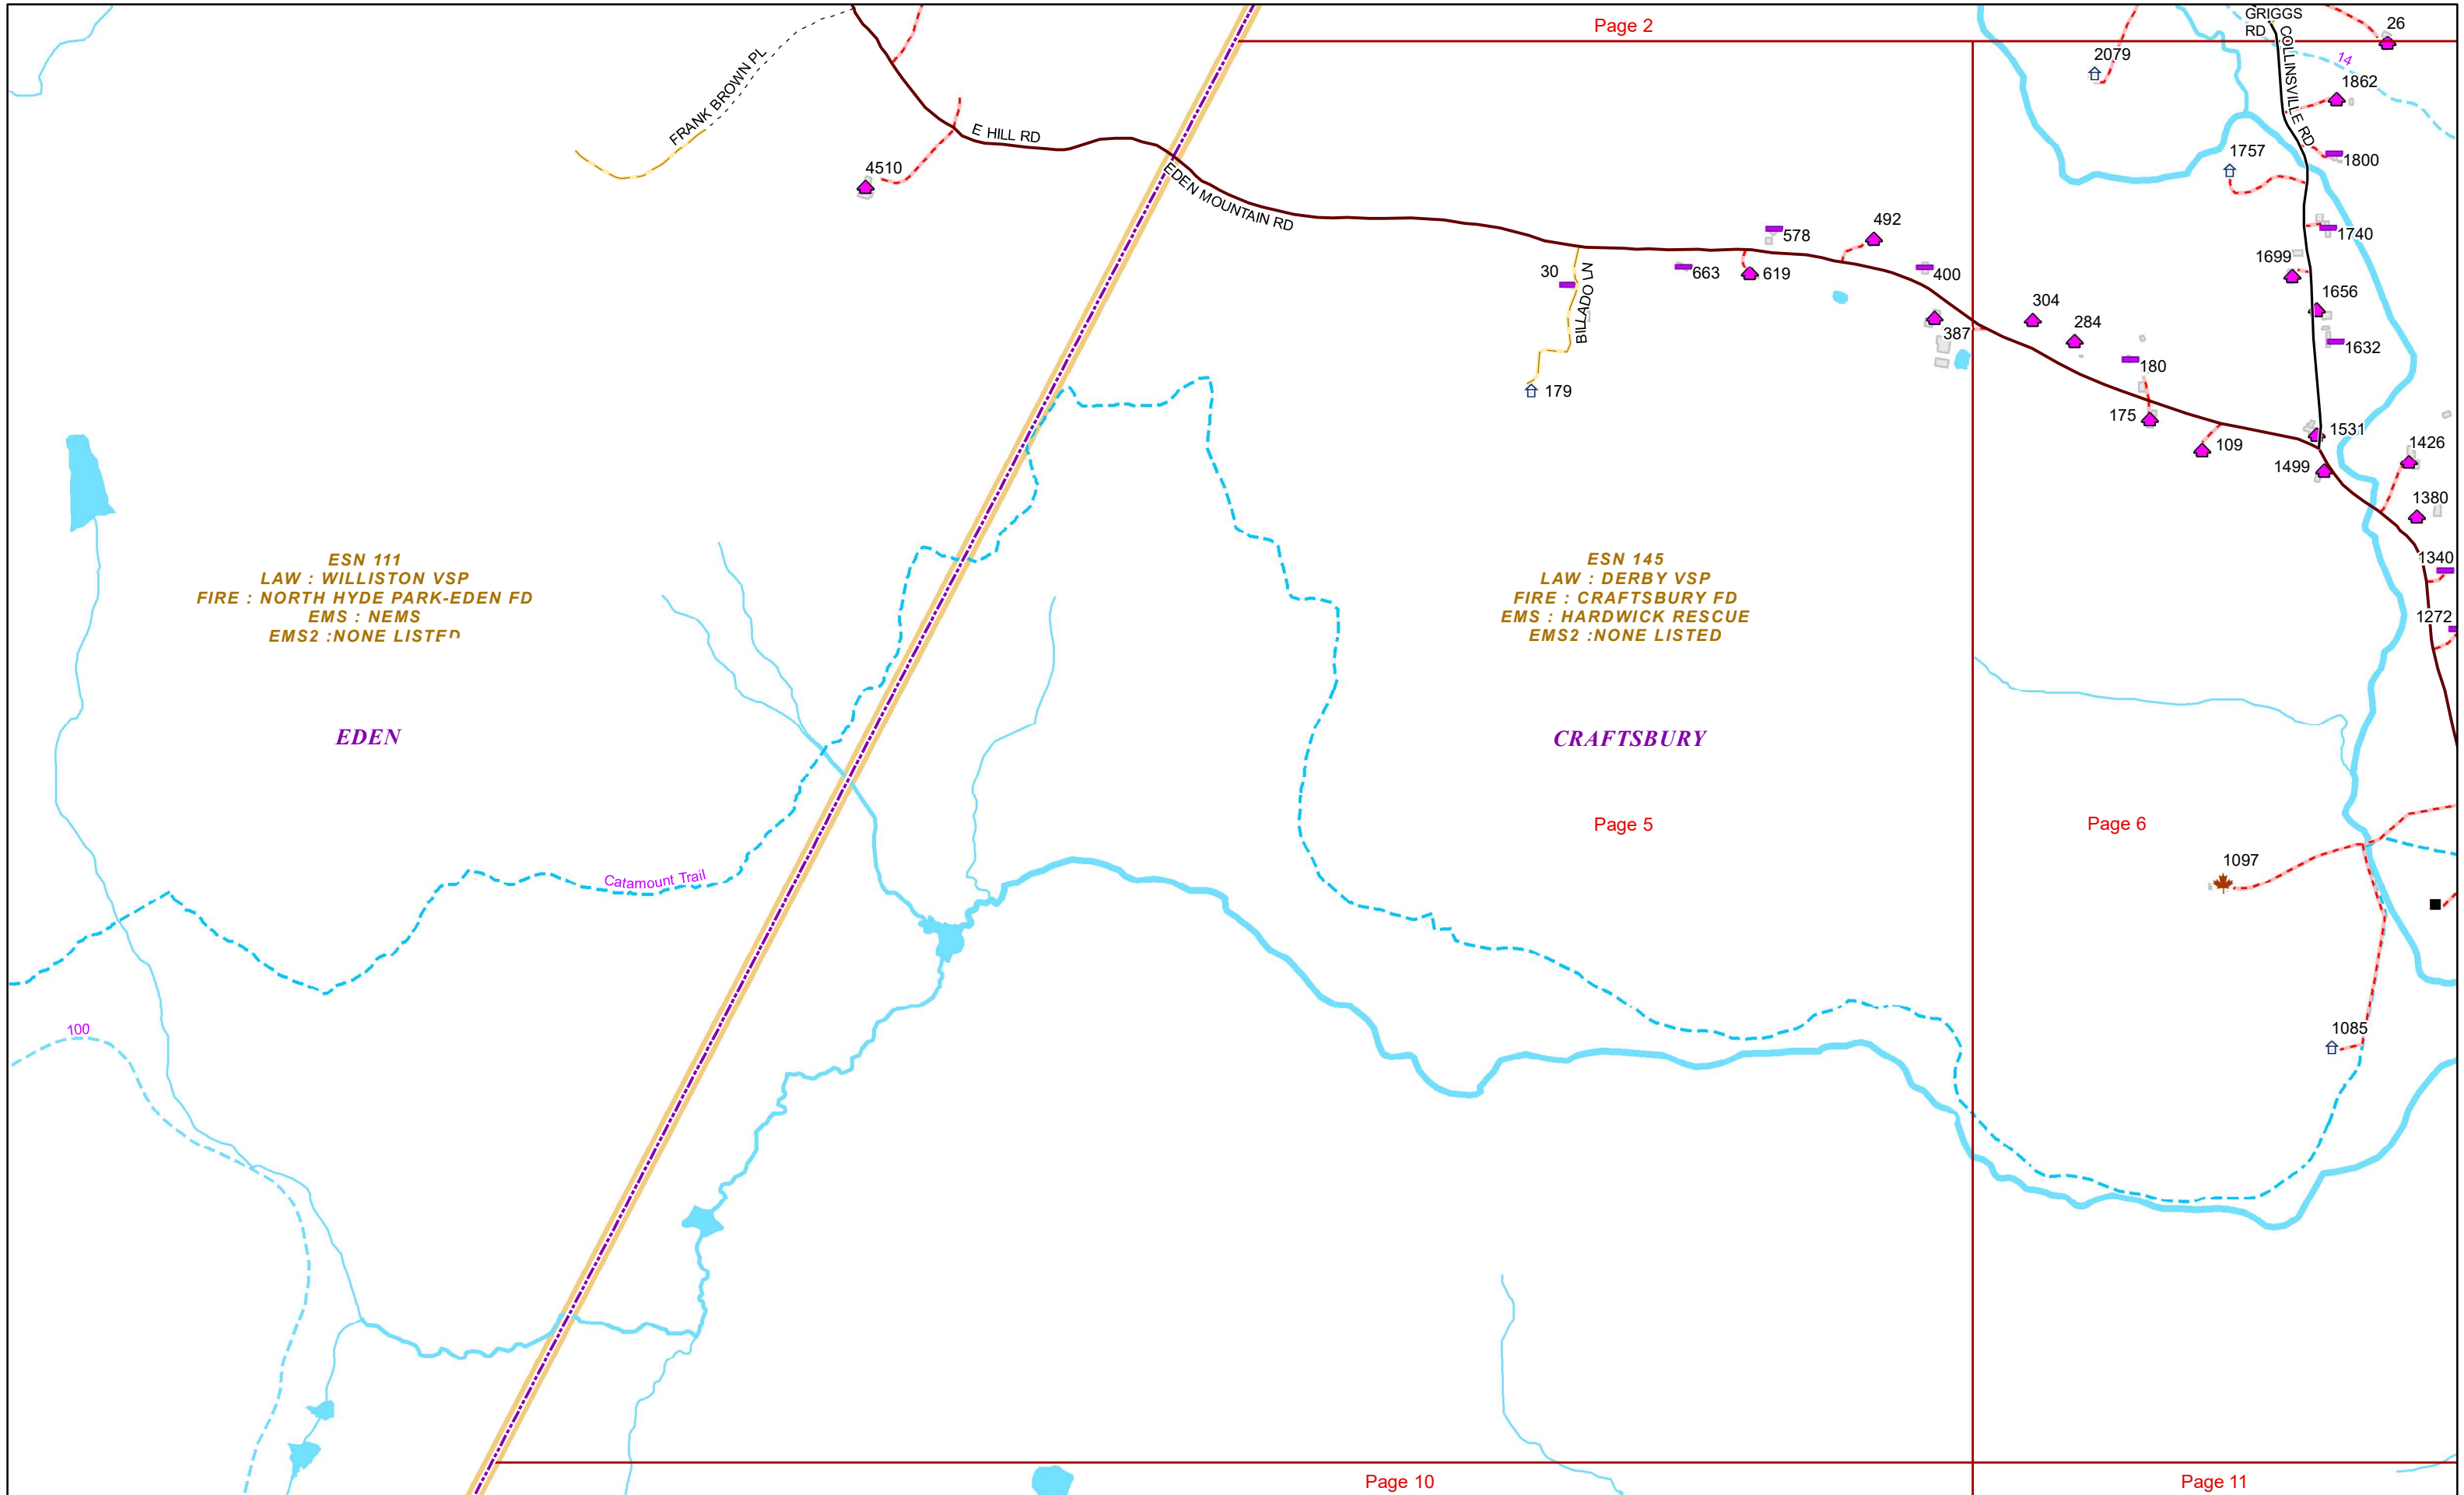 Page 2
GRIGGS
RD
26
2079
14
COLLINSVILLE RD
1862
FRANK BROWN PL
E HILL RD
1757
1800
4510
EDEN MOUNTAIN RD
492
578
1740
1699
30
BILLADO LN
663
619
400
1656
304
284
387
1632
180
179
175
109
1531
1426
1499
1380
1340
ESN 111
LAW : WILLISTON VSP
FIRE : NORTH HYDE PARK-EDEN FD
EMS : NEMS
EMS2 :NONE LISTED
ESN 145
LAW : DERBY VSP
FIRE : CRAFTSBURY FD
EMS : HARDWICK RESCUE
EMS2 :NONE LISTED
1272
EDEN
CRAFTSBURY
Page 5
Page 6
1097
Catamount Trail
100
1085
Page 10
Page 11